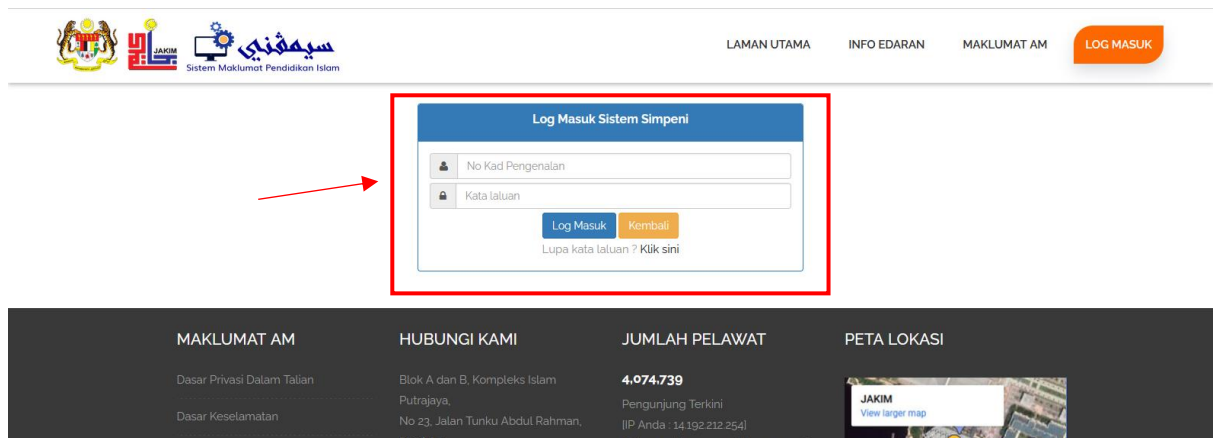 JAKIM
سيمڤني
Sistem Maklumat Pendidikan Islam
LAMAN UTAMA
INFO EDARAN
MAKLUMAT AM
LOG MASUK
Log Masuk Sistem Simpeni
No Kad Pengenalan
Kata laluan
Log Masuk
Kembali
Lupa kata laluan ? Klik sini
MAKLUMAT AM
Dasar Privasi Dalam Talian
Dasar Keselamatan
HUBUNGI KAMI
Blok A dan B, Kompleks Islam
Putrajaya,
No 23, Jalan Tunku Abdul Rahman,
JUMLAH PELAWAT
4,074,739
Pengunjung Terkini
[IP Anda : 14.192.212.254]
PETA LOKASI
JAKIM
View larger map